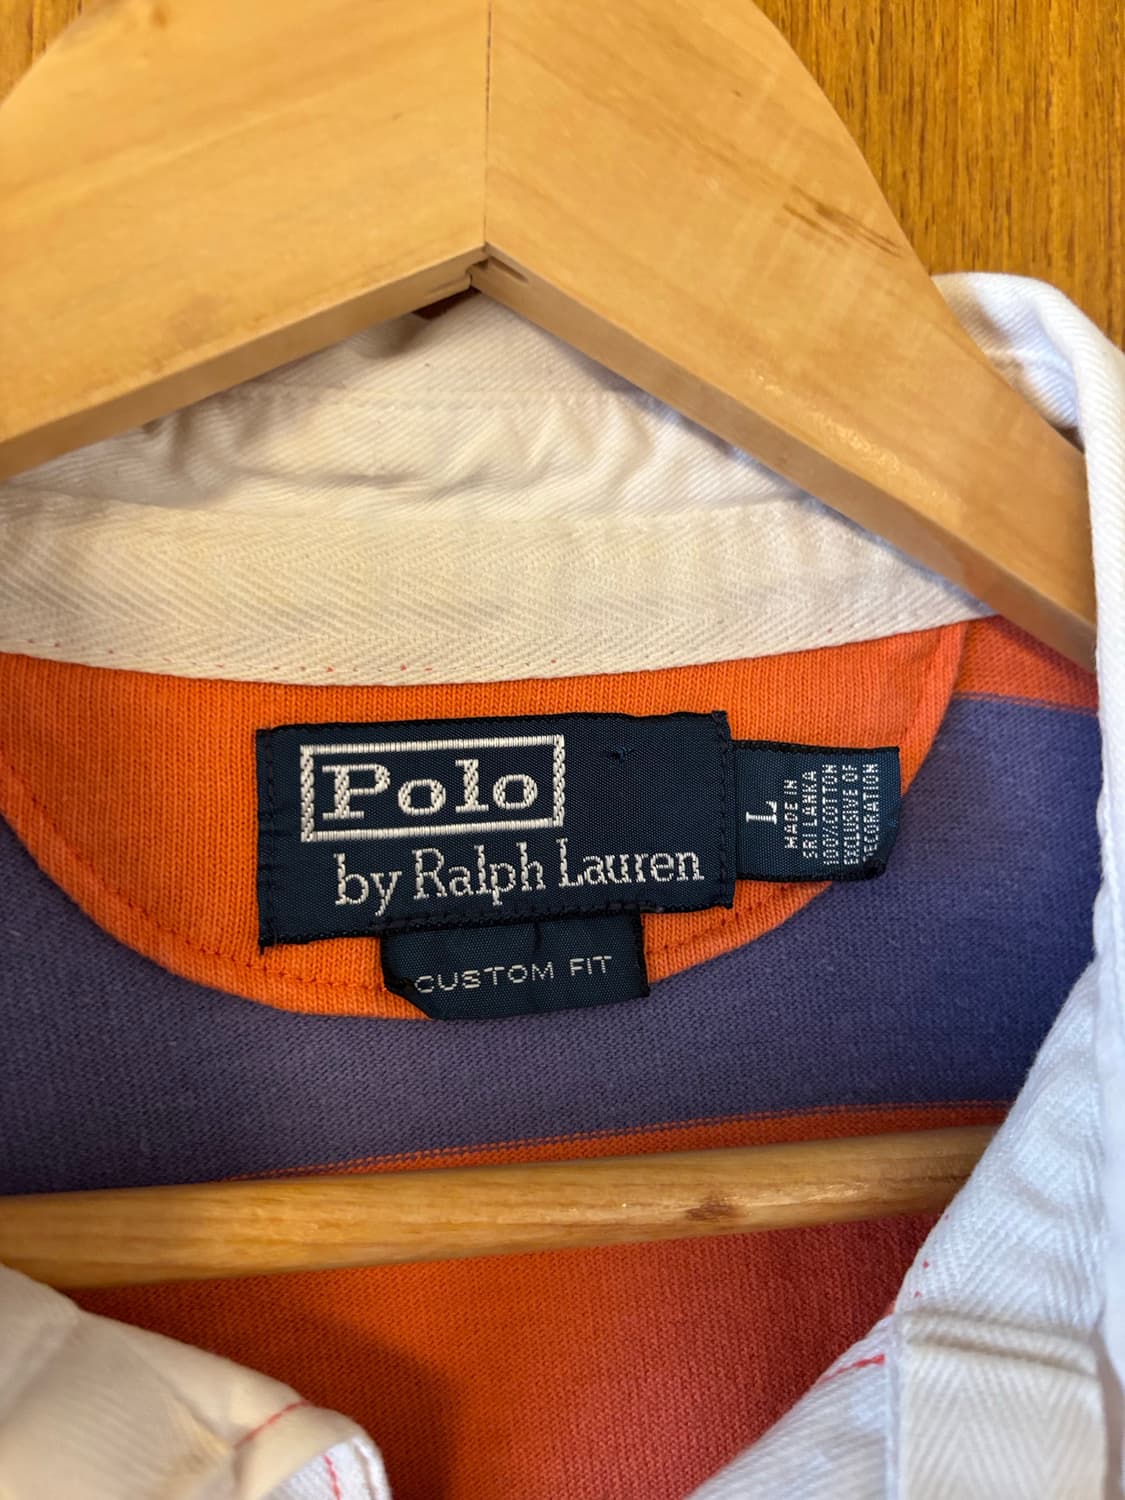 Polo
by Ralph Lauren
CUSTOM FIT
L
MADE IN
SRI LANKA
100%COTTON
EXCLUSIVE OF
DECORATION